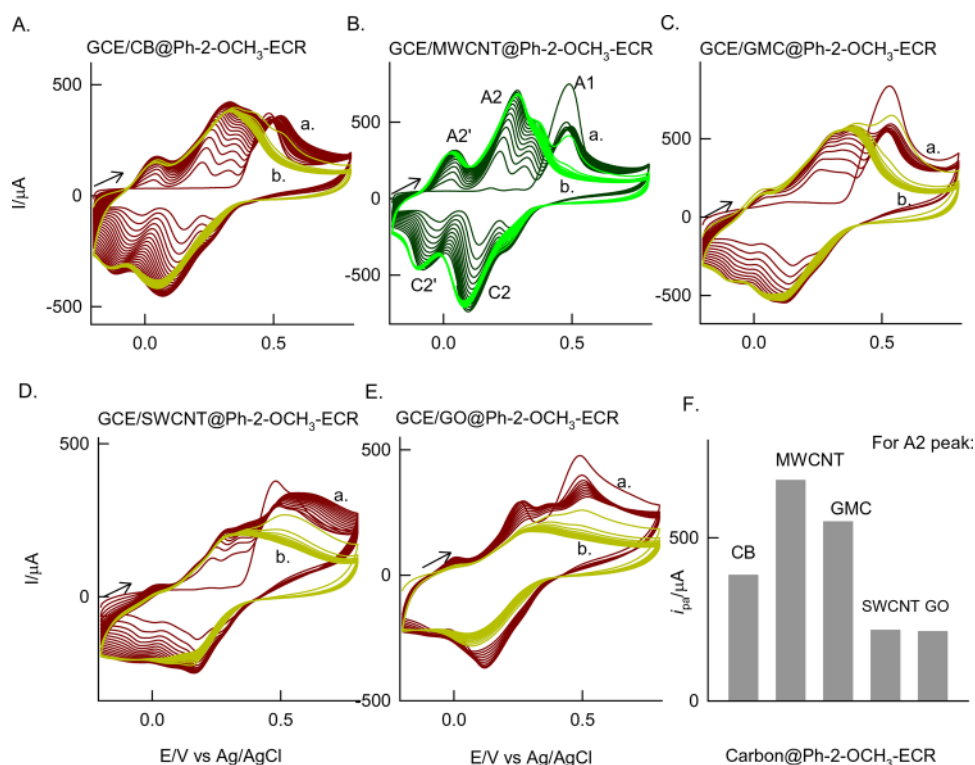 A.
GCE/CB@Ph-2-OCH3-ECR
500
0
-500
I/µA
0.0
0.5
a.
b.
B.
GCE/MWCNT@Ph-2-OCH3-ECR
500
0
-500
0.0
0.5
A1
A2
A2'
a.
b.
C2'
C2
C.
GCE/GMC@Ph-2-OCH3-ECR
500
0
-500
0.0
0.5
a.
b.
D.
GCE/SWCNT@Ph-2-OCH3-ECR
500
0
I/µA
0.0
0.5
a.
b.
E/V vs Ag/AgCl
E.
GCE/GO@Ph-2-OCH3-ECR
500
0
-500
0.0
0.5
a.
b.
E/V vs Ag/AgCl
F.
For A2 peak:
MWCNT
GMC
CB
SWCNT GO
500
0
ipa/µA
Carbon@Ph-2-OCH3-ECR